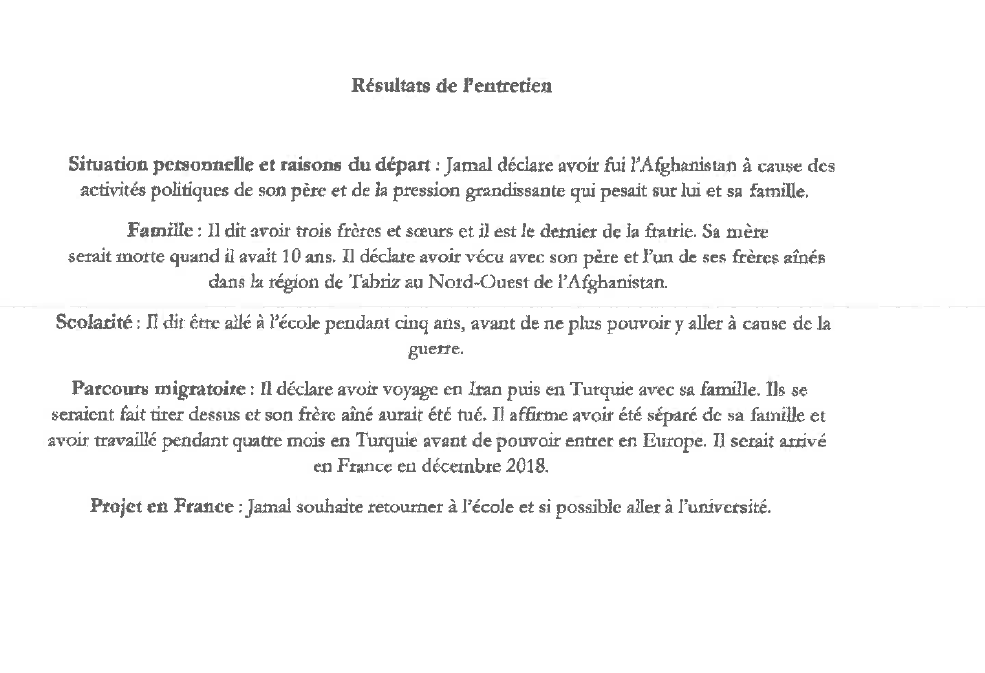 Résultats de l'entretien
Situation personnelle et raisons du départ : Jamal déclare avoir fui l'Afghanistan à cause des
activités politiques de son père et de la pression grandissante qui pesait sur lui et sa famille.
Famille : Il dit avoir trois frères et sœurs et il est le dernier de la fratrie. Sa mère
serait morte quand il avait 10 ans. Il déclare avoir vécu avec son père et l'un de ses frères aînés
dans la région de Tabriz au Nord-Ouest de l'Afghanistan.
Scolarité : Il dit être allé à l'école pendant cinq ans, avant de ne plus pouvoir y aller à cause de la
guerre.
Parcours migratoire : Il déclare avoir voyage en Iran puis en Turquie avec sa famille. Ils se
seraient fait tirer dessus et son frère aîné aurait été tué. Il affirme avoir été séparé de sa famille et
avoir travaillé pendant quatre mois en Turquie avant de pouvoir entrer en Europe. Il serait arrivé
en France en décembre 2018.
Projet en France : Jamal souhaite retourner à l'école et si possible aller à l'université.